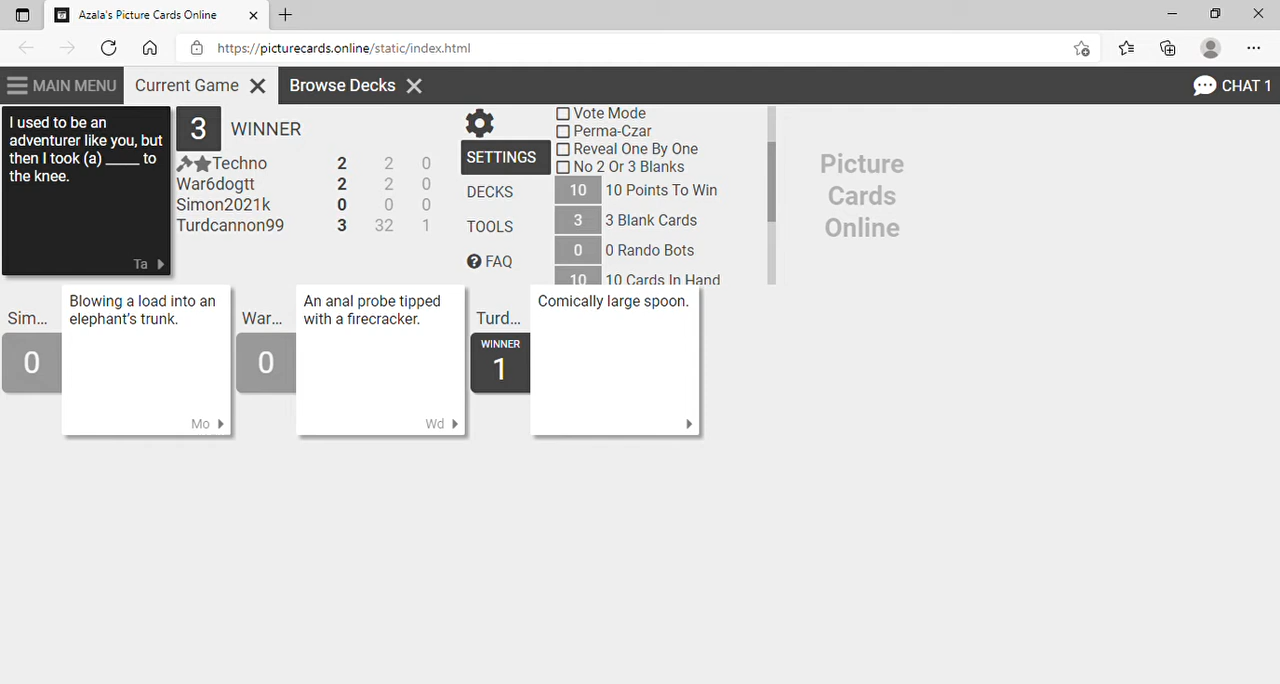 Azala's Picture Cards Online
https://picturecards.online/static/index.html
MAIN MENU
Current Game
Browse Decks
CHAT 1
I used to be an
adventurer like you, but
then I took (a) _____ to
the knee.
Ta
3 WINNER
Techno 2 2 0
War6dogtt 2 2 0
Simon2021k 0 0 0
Turdcannon99 3 32 1
SETTINGS
DECKS
TOOLS
? FAQ
Vote Mode
Perma-Czar
Reveal One By One
No 2 Or 3 Blanks
10 10 Points To Win
3 3 Blank Cards
0 0 Rando Bots
10 10 Cards In Hand
Picture
Cards
Online
Sim...
0
Blowing a load into an
elephant's trunk.
Mo
War...
0
An anal probe tipped
with a firecracker.
Wd
Turd...
WINNER
1
Comically large spoon.